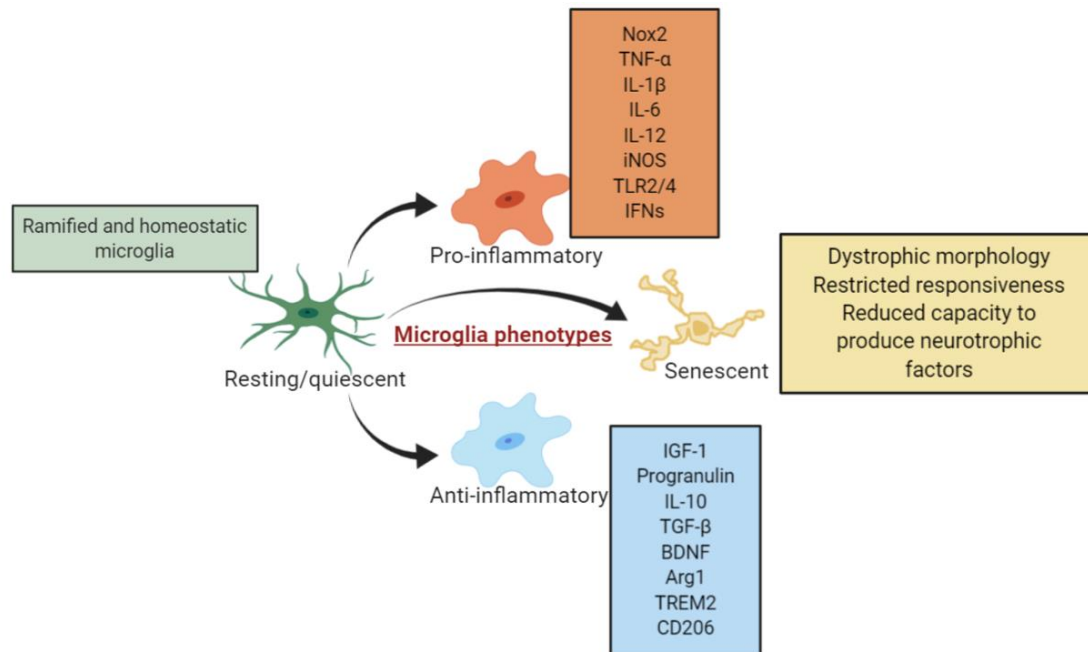 Nox2
TNF-α
IL-1β
IL-6
IL-12
iNOS
TLR2/4
IFNs
Ramified and homeostatic
microglia
Pro-inflammatory
Dystrophic morphology
Restricted responsiveness
Reduced capacity to
produce neurotrophic
factors
Microglia phenotypes
Resting/quiescent
Senescent
Anti-inflammatory
IGF-1
Progranulin
IL-10
TGF-β
BDNF
Arg1
TREM2
CD206